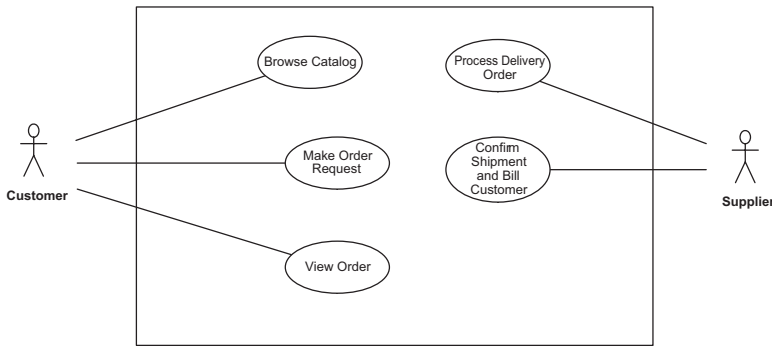 Browse Catalog
Process Delivery
Order
Make Order
Request
Confirm
Shipment
and Bill
Customer
Customer
Supplier
View Order